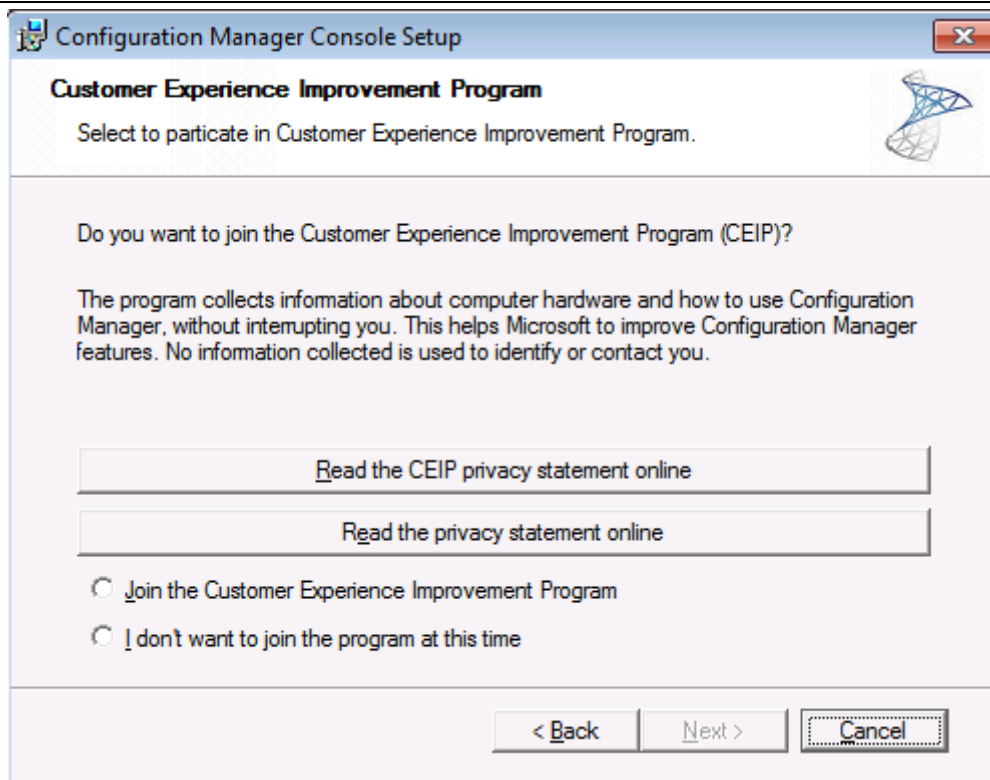 Configuration Manager Console Setup
Customer Experience Improvement Program
Select to particate in Customer Experience Improvement Program.
Do you want to join the Customer Experience Improvement Program (CEIP)?
The program collects information about computer hardware and how to use Configuration
Manager, without interrupting you. This helps Microsoft to improve Configuration Manager
features. No information collected is used to identify or contact you.
Read the CEIP privacy statement online
Read the privacy statement online
Join the Customer Experience Improvement Program
I don't want to join the program at this time
< Back Next > Cancel